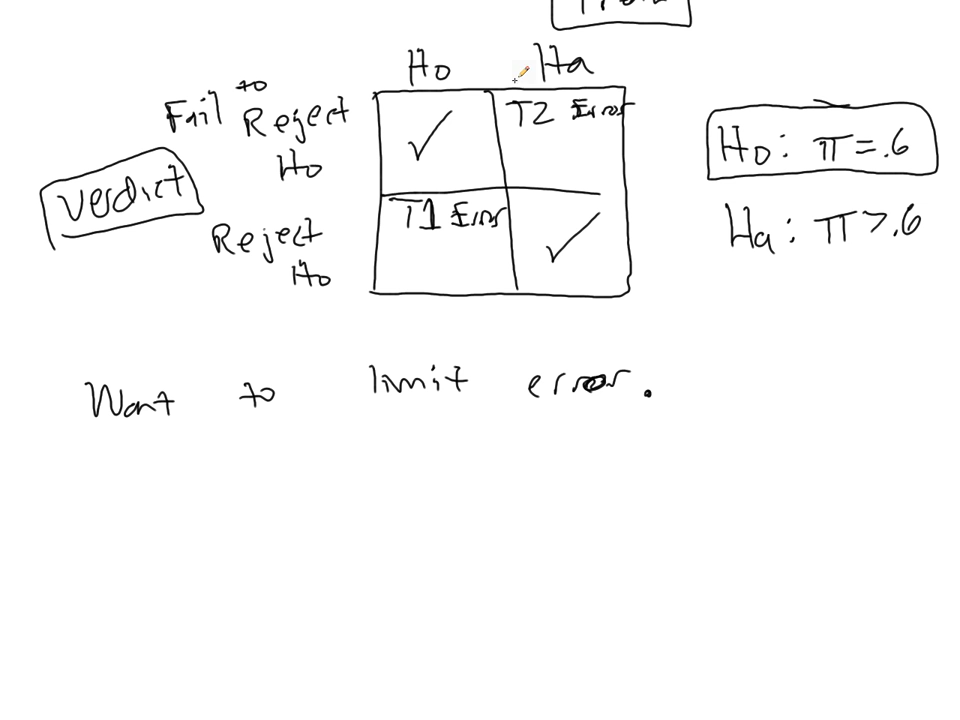 Ho Ha
Fail to Reject Ho
T2 Error
Ho: π = .6
verdict
T1 Error
Reject Ho
Ha: π > .6
Want to limit error.